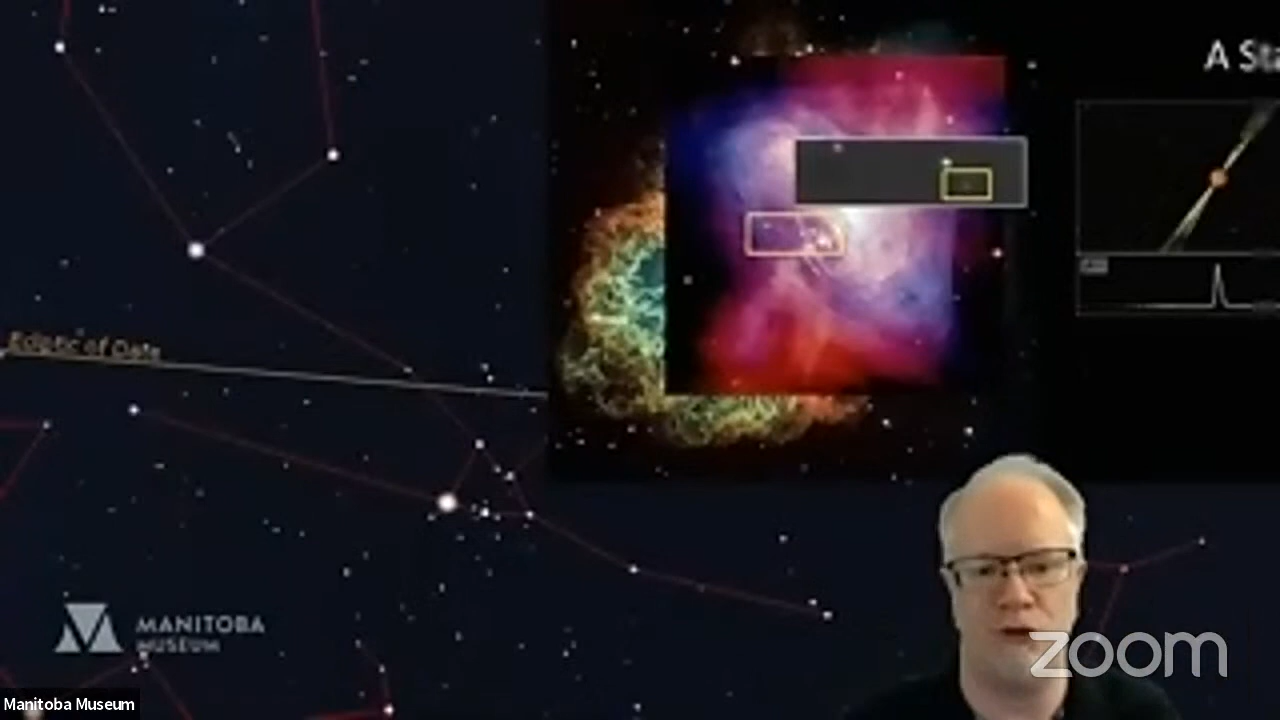 A Sta
Ecliptic of Date
MANITOBA
MUSEUM
zoom
Manitoba Museum